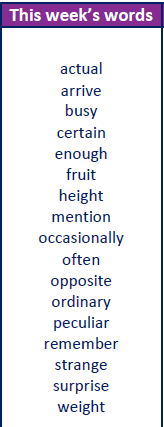 This week's words
actual
arrive
busy
certain
enough
fruit
height
mention
occasionally
often
opposite
ordinary
peculiar
remember
strange
surprise
weight